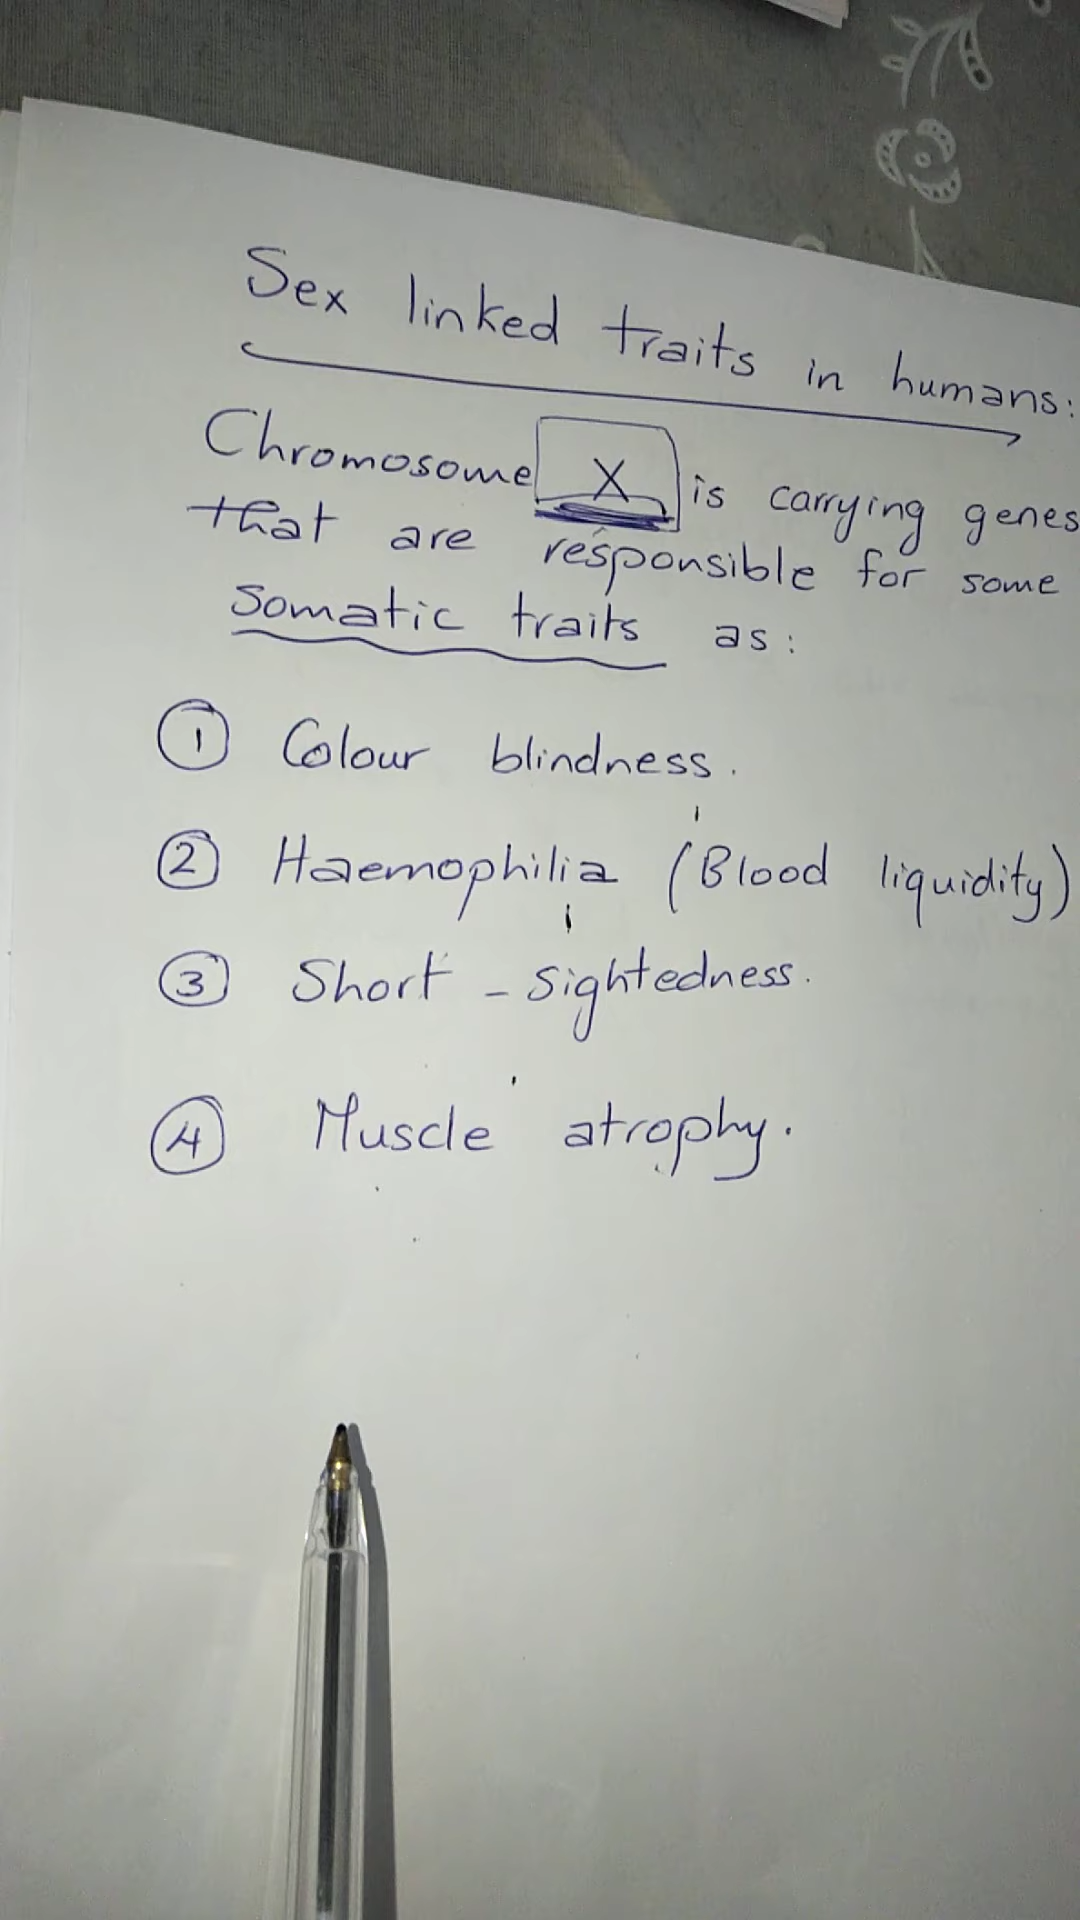 Sex linked traits in humans:
Chromosome X is carrying genes
that are responsible for some
somatic traits as:
1 Colour blindness.
2 Haemophilia (Blood liquidity)
3 Short - sightedness.
4 Muscle atrophy.